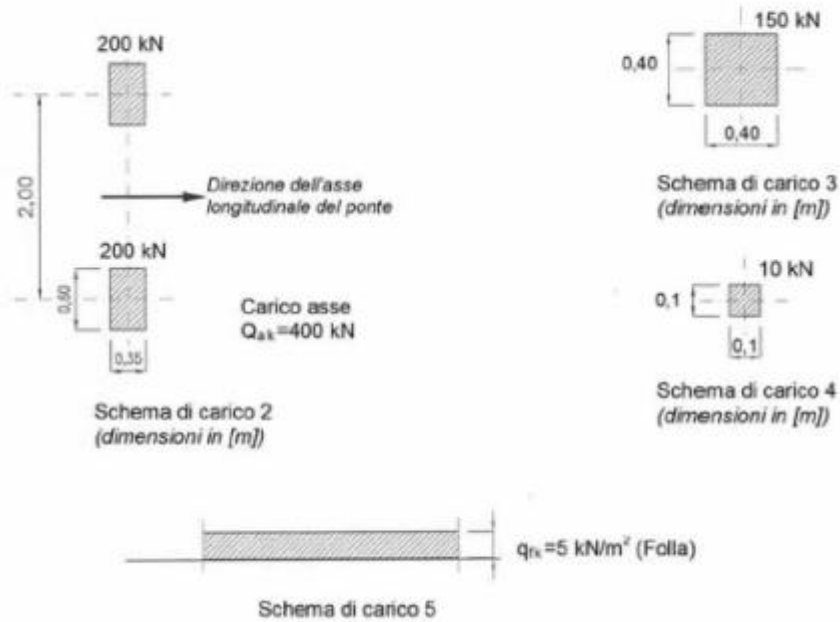 200 kN
2,00
Direzione dell'asse
longitudinale del ponte
200 kN
0,60
0,35
Carico asse
Qak=400 kN
Schema di carico 2
(dimensioni in [m])
150 kN
0,40
0,40
Schema di carico 3
(dimensioni in [m])
10 kN
0,1
0,1
Schema di carico 4
(dimensioni in [m])
qfk=5 kN/m² (Folla)
Schema di carico 5